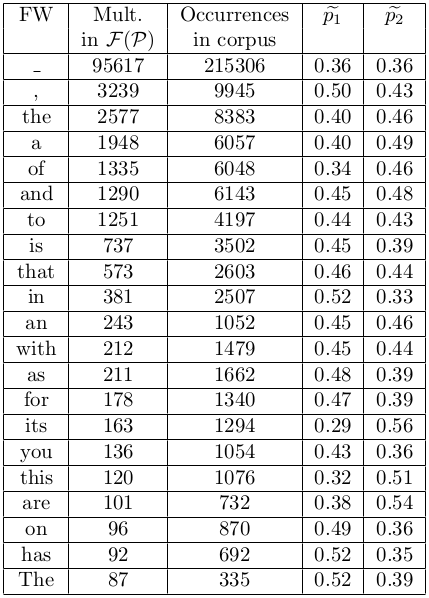 FW Mult. Occurrences p̃₁ p̃₂
in F(P) in corpus
_ 95617 215306 0.36 0.36
, 3239 9945 0.50 0.43
the 2577 8383 0.40 0.46
a 1948 6057 0.40 0.49
of 1335 6048 0.34 0.46
and 1290 6143 0.45 0.48
to 1251 4197 0.44 0.43
is 737 3502 0.45 0.39
that 573 2603 0.46 0.44
in 381 2507 0.52 0.33
an 243 1052 0.45 0.46
with 212 1479 0.45 0.44
as 211 1662 0.48 0.39
for 178 1340 0.47 0.39
its 163 1294 0.29 0.56
you 136 1054 0.43 0.36
this 120 1076 0.32 0.51
are 101 732 0.38 0.54
on 96 870 0.49 0.36
has 92 692 0.52 0.35
The 87 335 0.52 0.39